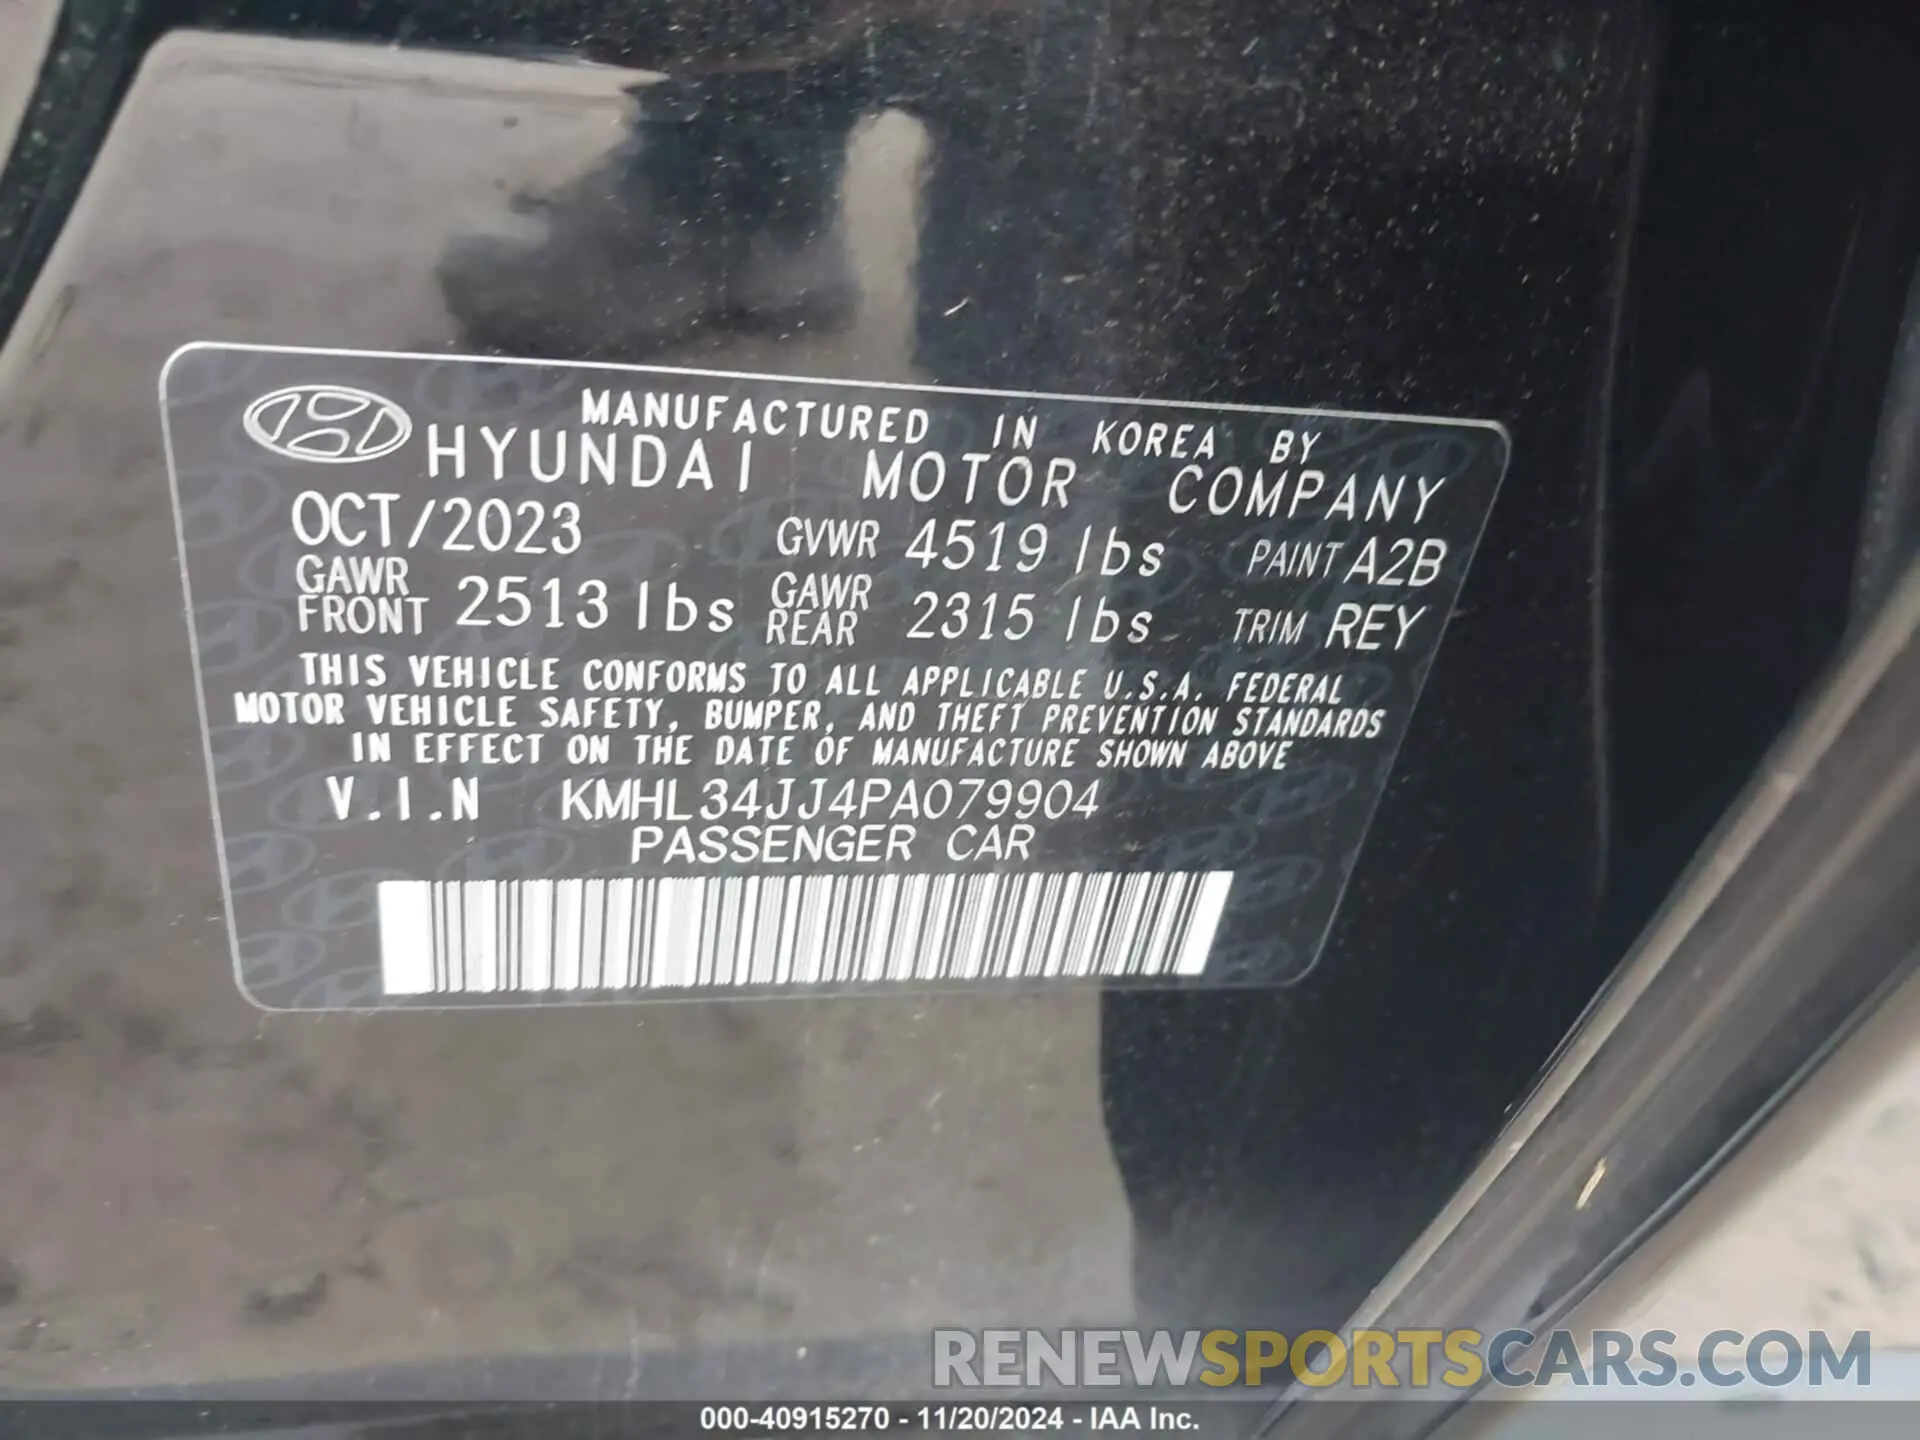 MANUFACTURED IN KOREA BY
HYUNDAI MOTOR COMPANY
OCT/2023 GVWR 4519 lbs PAINT A2B
GAWR FRONT 2513 lbs GAWR REAR 2315 lbs TRIM REY
THIS VEHICLE CONFORMS TO ALL APPLICABLE U.S.A. FEDERAL
MOTOR VEHICLE SAFETY, BUMPER, AND THEFT PREVENTION STANDARDS
IN EFFECT ON THE DATE OF MANUFACTURE SHOWN ABOVE
V.I.N KMHL34JJ4PA079904
PASSENGER CAR
RENEWSPORTSCARS.COM
000-40915270 - 11/20/2024 - IAA Inc.